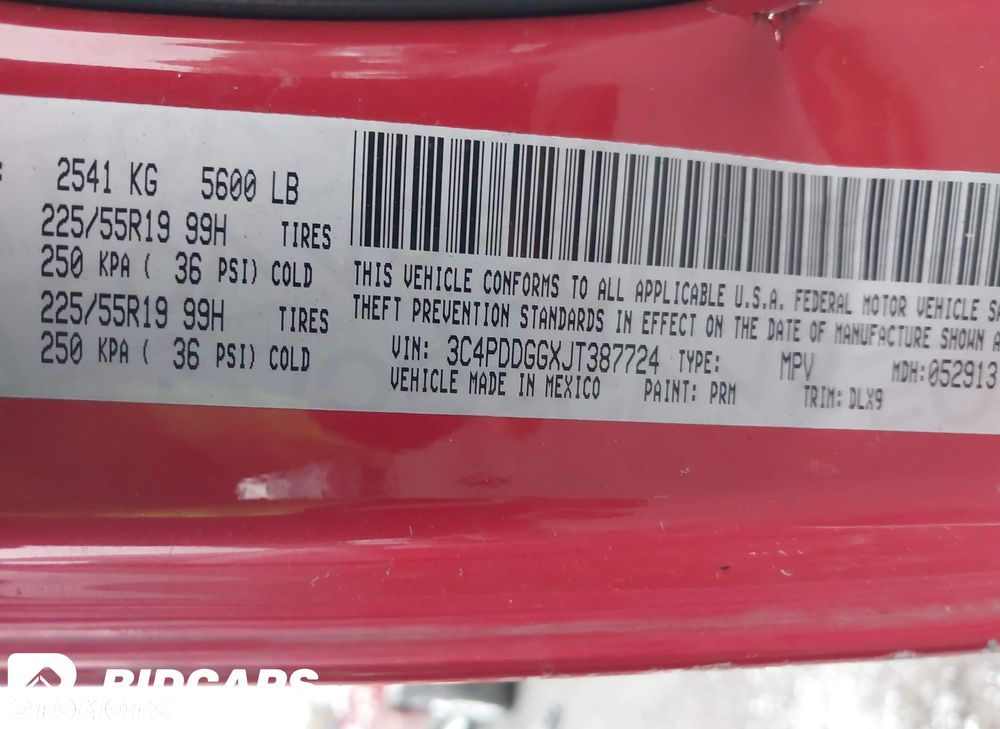 2541 KG 5600 LB
225/55R19 99H TIRES
250 KPA ( 36 PSI) COLD
225/55R19 99H TIRES
250 KPA ( 36 PSI) COLD
THIS VEHICLE CONFORMS TO ALL APPLICABLE U.S.A. FEDERAL MOTOR VEHICLE SA
THEFT PREVENTION STANDARDS IN EFFECT ON THE DATE OF MANUFACTURE SHOWN A
VIN: 3C4PDDGGXJT387724 TYPE: MPV MDH: 052913
VEHICLE MADE IN MEXICO PAINT: PRM TRIM: DLX9
BIDCARS
OTOMOTO